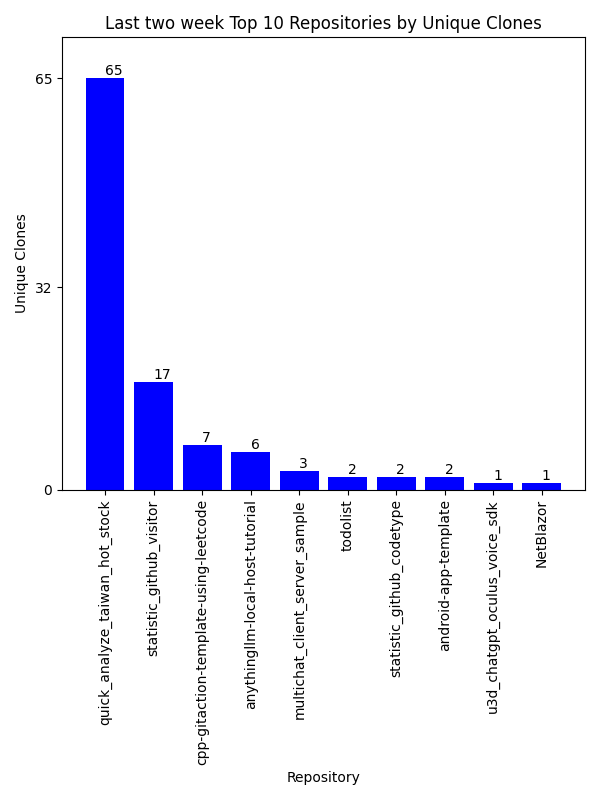 Last two week Top 10 Repositories by Unique Clones
Unique Clones
65
32
0
65
17
7
6
3
2
2
2
1
1
quick_analyze_taiwan_hot_stock
statistic_github_visitor
cpp-gitaction-template-using-leetcode
anythingllm-local-host-tutorial
multichat_client_server_sample
todolist
statistic_github_codetype
android-app-template
u3d_chatgpt_oculus_voice_sdk
NetBlazor
Repository